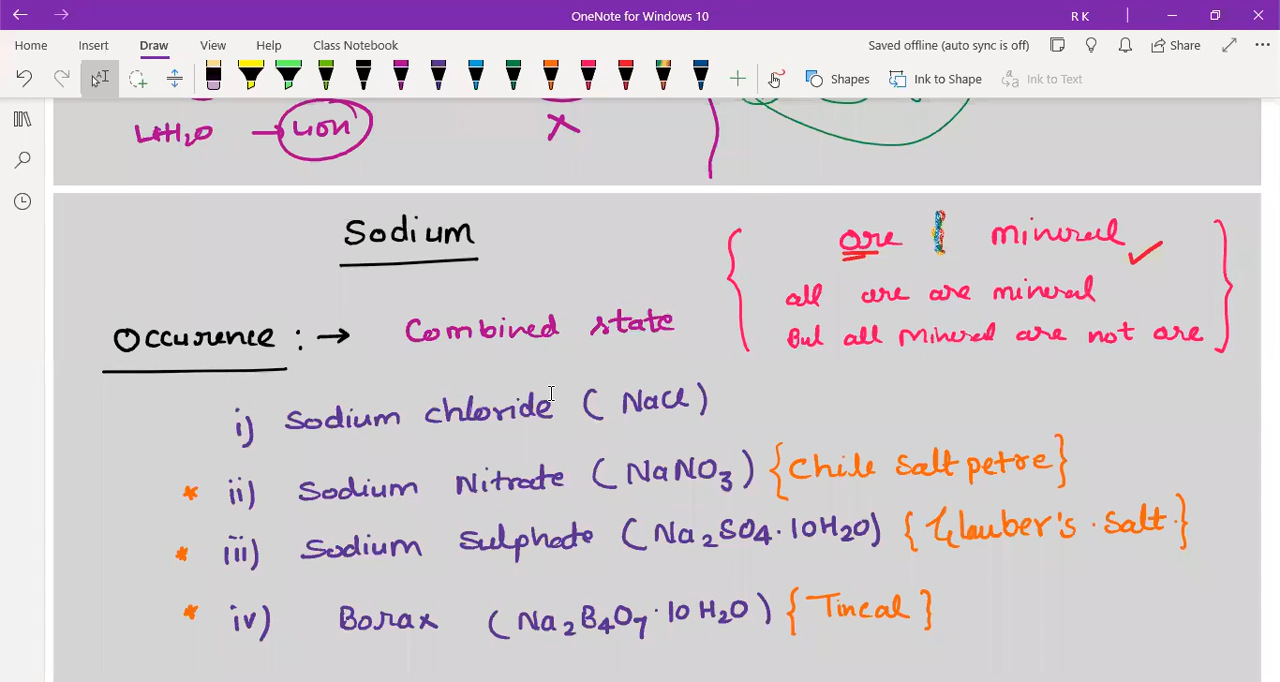 OneNote for Windows 10
R K
Home Insert Draw View Help Class Notebook
Saved offline (auto sync is off) Share
Shapes Ink to Shape Ink to Text
L+H₂O → ion X
Sodium
Ore mineral ✓
all ore are mineral
But all Mineral are not ore
Occurence : → Combined state
i) Sodium chloride (NaCl)
* ii) Sodium Nitrate (NaNO₃) {Chile Salt petre}
* iii) Sodium Sulphate (Na₂SO₄·10H₂O) {Glauber's Salt}
* iv) Borax (Na₂B₄O₇·10H₂O) {Tincal}